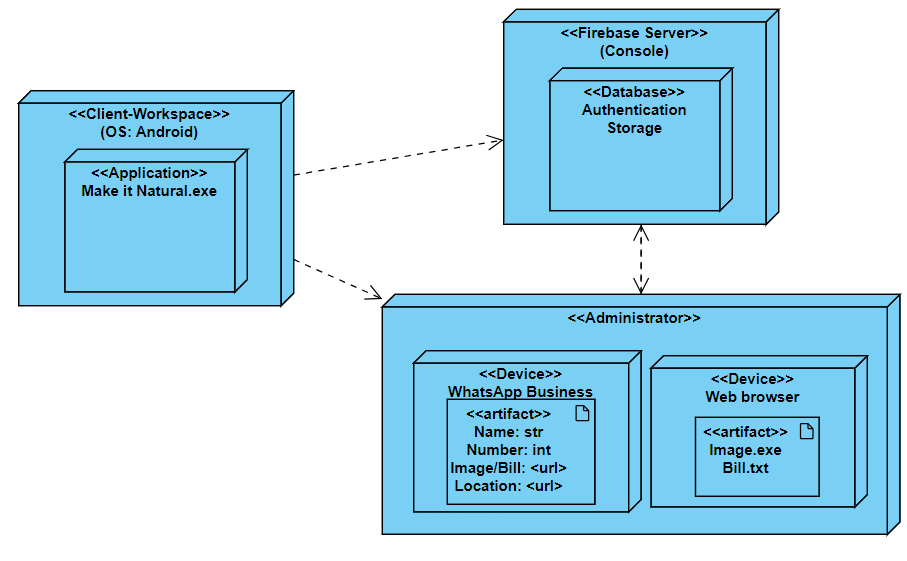 <<Firebase Server>>
(Console)
<<Database>>
Authentication
Storage
<<Client-Workspace>>
(OS: Android)
<<Application>>
Make it Natural.exe
<<Administrator>>
<<Device>>
WhatsApp Business
<<artifact>>
Name: str
Number: int
Image/Bill: <url>
Location: <url>
<<Device>>
Web browser
<<artifact>>
Image.exe
Bill.txt